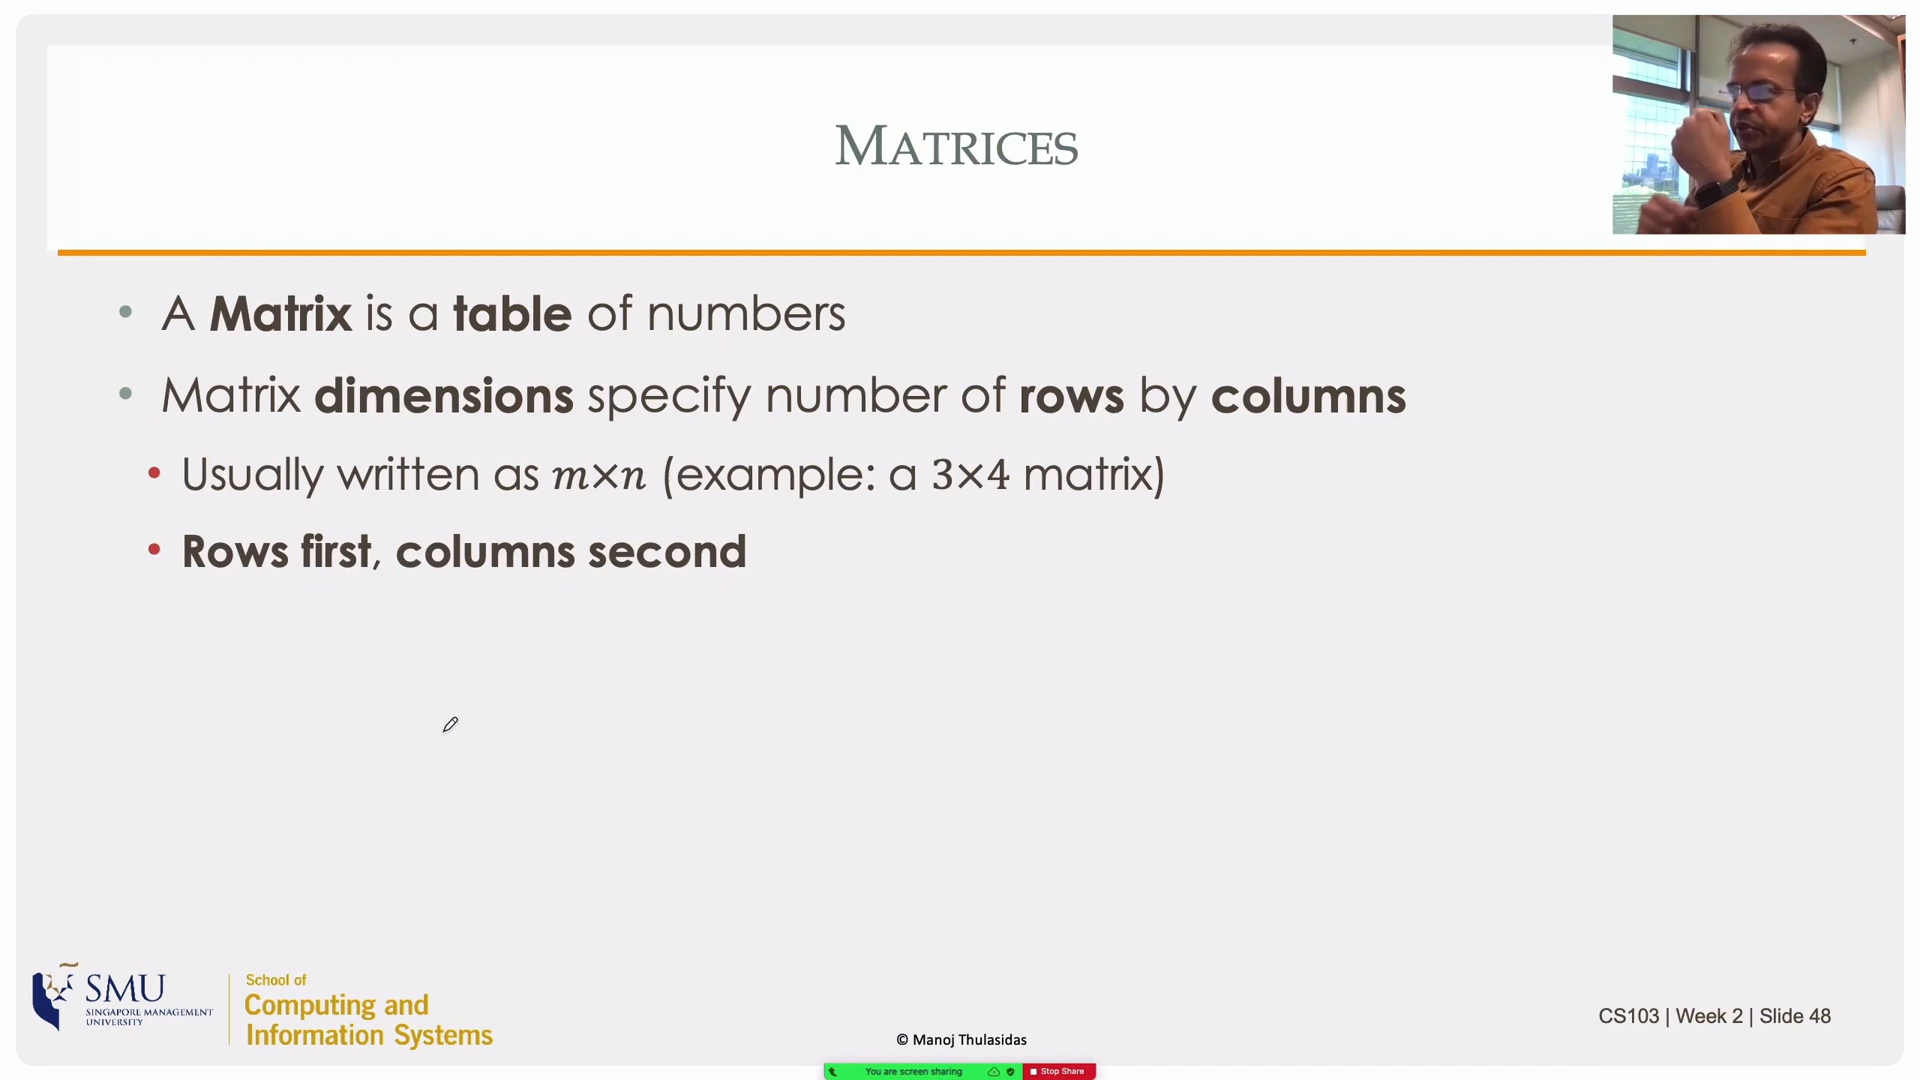 MATRICES
• A Matrix is a table of numbers
• Matrix dimensions specify number of rows by columns
• Usually written as m×n (example: a 3×4 matrix)
• Rows first, columns second
SMU
SINGAPORE MANAGEMENT
UNIVERSITY
School of
Computing and
Information Systems
© Manoj Thulasidas
CS103 | Week 2 | Slide 48
You are screen sharing
Stop Share